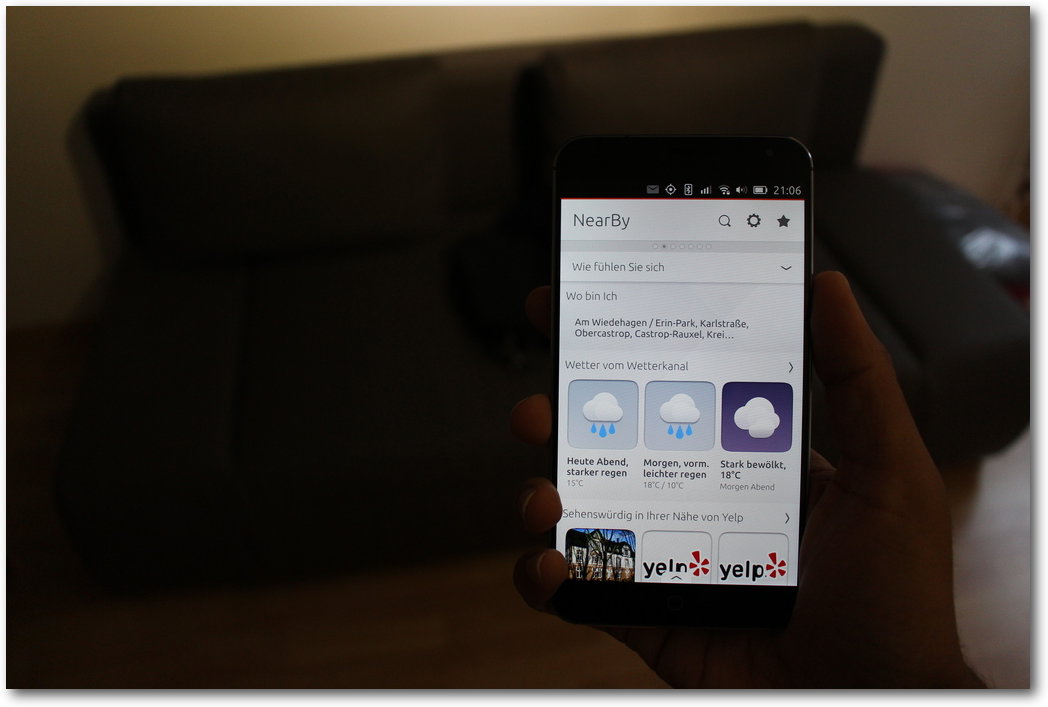 21:06
NearBy
Wie fühlen Sie sich
Wo bin Ich
Am Wiedehagen / Erin-Park, Karlstraße,
Obercastrop, Castrop-Rauxel, Krei...
Wetter vom Wetterkanal
Heute Abend,
starker regen
15°C
Morgen, vorm.
leichter regen
18°C / 10°C
Stark bewölkt,
18°C
Morgen Abend
Sehenswürdig in Ihrer Nähe von Yelp
yelp
yelp